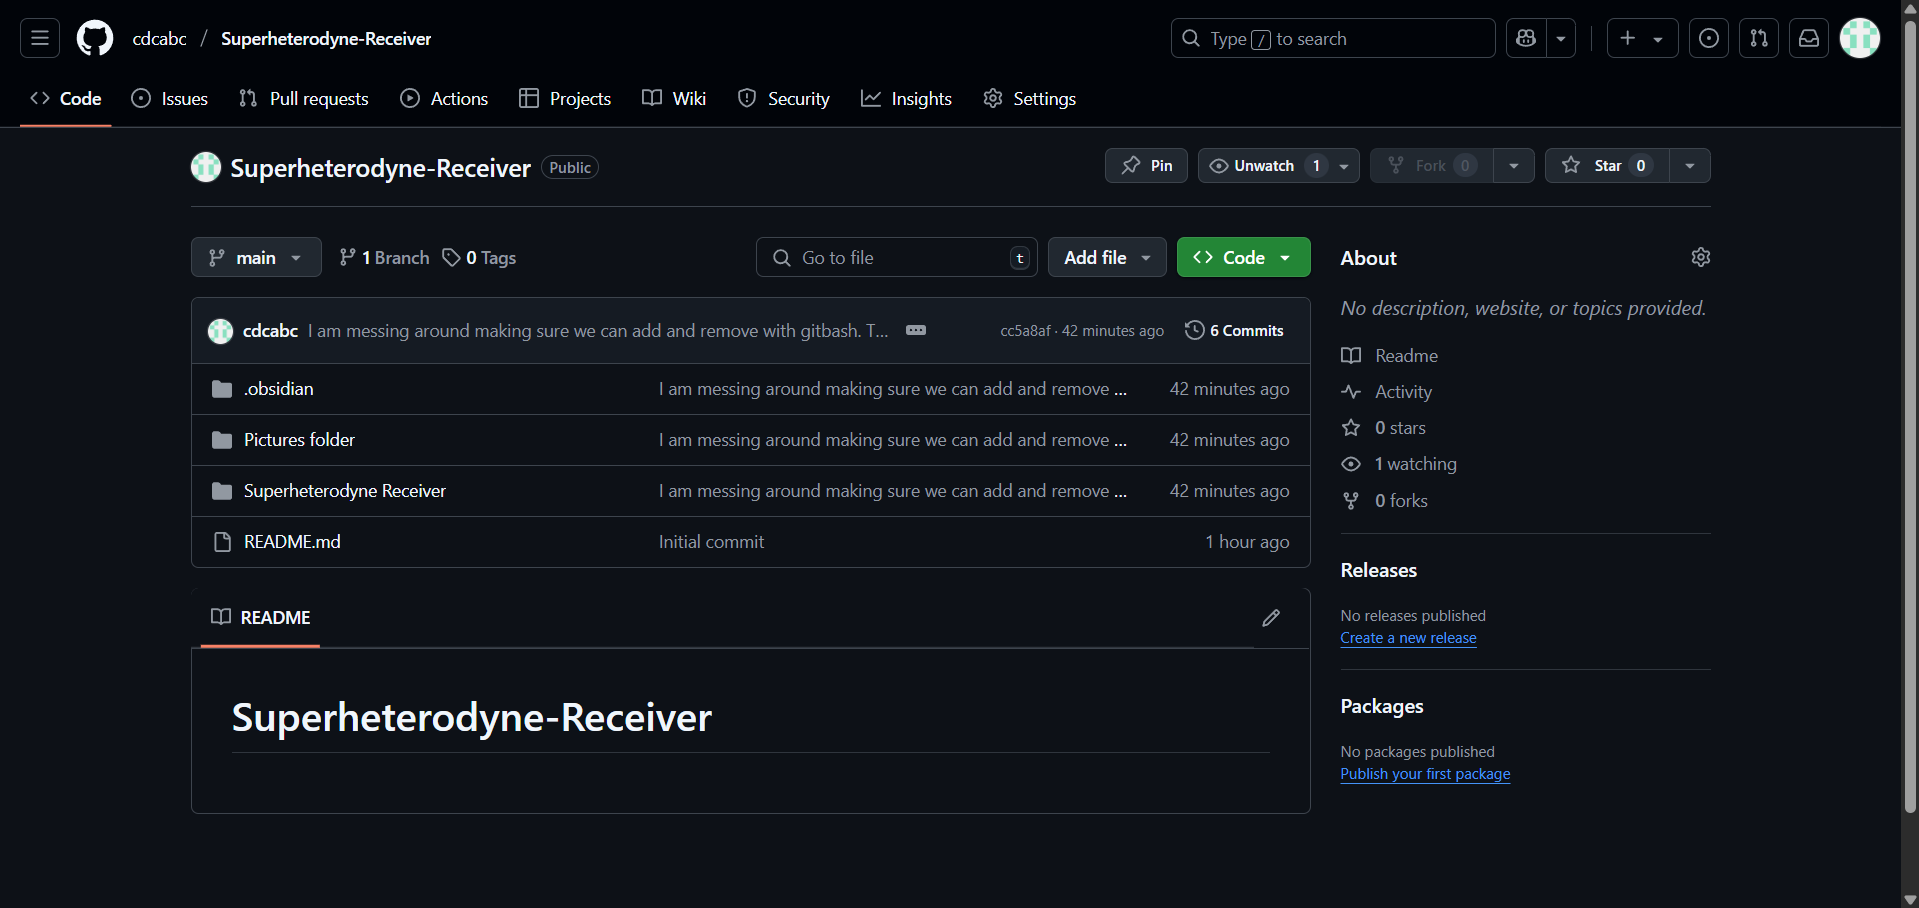 cdcabc / Superheterodyne-Receiver
Type / to search
Code Issues Pull requests Actions Projects Wiki Security Insights Settings
Superheterodyne-Receiver Public
Pin Unwatch 1 Fork 0 Star 0
main 1 Branch 0 Tags Go to file t Add file Code
cdcabc I am messing around making sure we can add and remove with gitbash. T... cc5a8af · 42 minutes ago 6 Commits
.obsidian I am messing around making sure we can add and remove ... 42 minutes ago
Pictures folder I am messing around making sure we can add and remove ... 42 minutes ago
Superheterodyne Receiver I am messing around making sure we can add and remove ... 42 minutes ago
README.md Initial commit 1 hour ago
README
Superheterodyne-Receiver
About
No description, website, or topics provided.
Readme
Activity
0 stars
1 watching
0 forks
Releases
No releases published
Create a new release
Packages
No packages published
Publish your first package